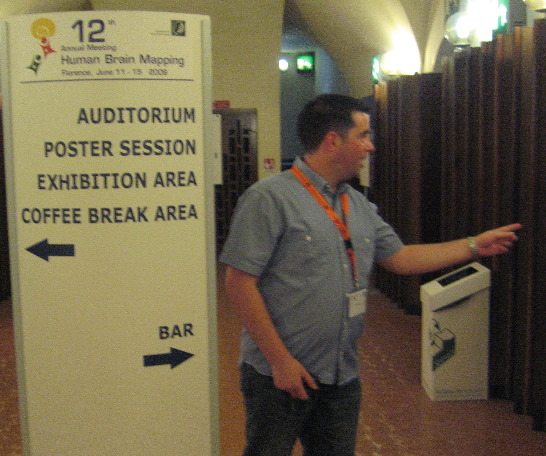 12th
Annual Meeting
Human Brain Mapping
Florence, June 11 - 15 2006
AUDITORIUM
POSTER SESSION
EXHIBITION AREA
COFFEE BREAK AREA
BAR